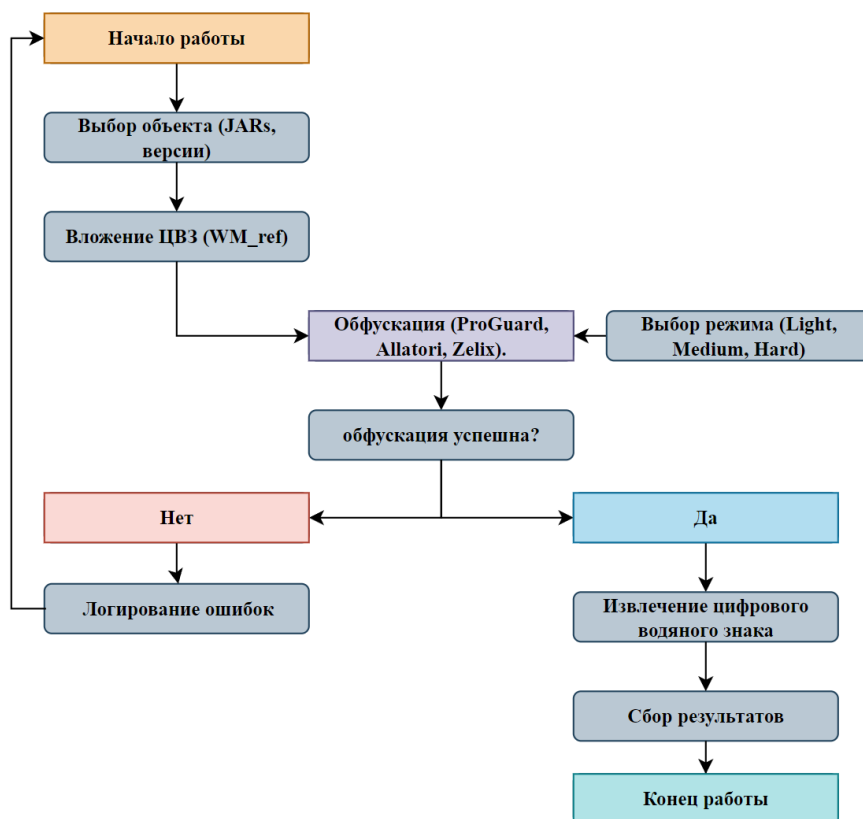 Начало работы
Выбор объекта (JARs,
версии)
Вложение ЦВЗ (WM_ref)
Обфускация (ProGuard,
Allatori, Zelix).
Выбор режима (Light,
Medium, Hard)
обфускация успешна?
Нет
Да
Логирование ошибок
Извлечение цифрового
водяного знака
Сбор результатов
Конец работы